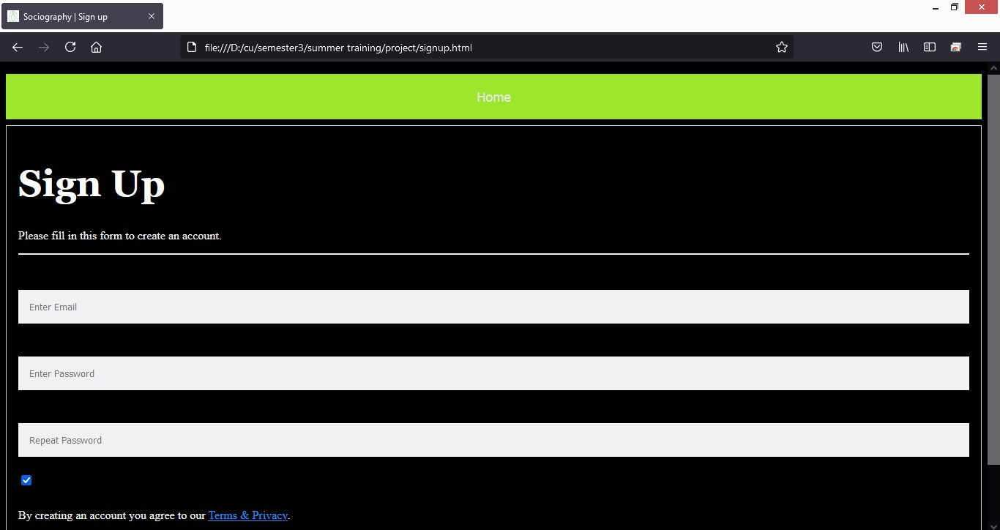 Sociography | Sign up
file:///D:/cu/semester3/summer training/project/signup.html
Home
Sign Up
Please fill in this form to create an account.
Enter Email
Enter Password
Repeat Password
By creating an account you agree to our Terms & Privacy.